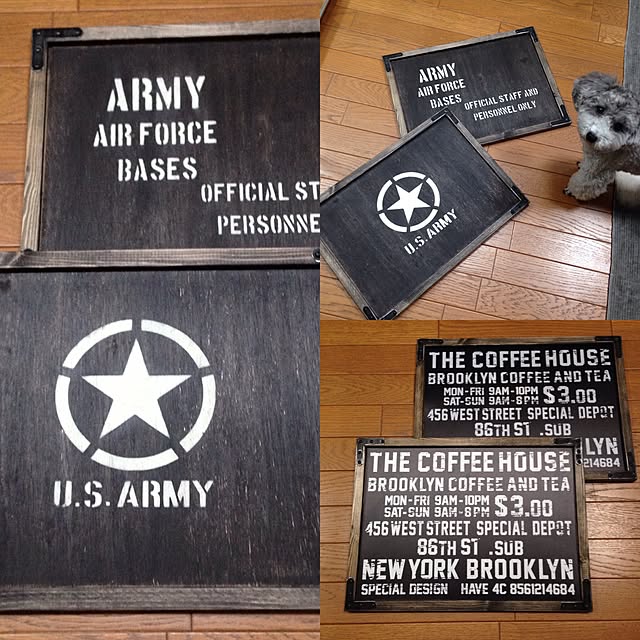 ARMY
AIR FORCE
BASES
OFFICIAL ST
PERSONNE
U.S. ARMY
ARMY
AIR FORCE
BASES
OFFICIAL STAFF AND
PERSONNEL ONLY
U.S. ARMY
THE COFFEE HOUSE
BROOKLYN COFFEE AND TEA
MON-FRI 9AM-10PM
SAT-SUN 9AM-8PM $3.00
456 WEST STREET SPECIAL DEPOT
86TH ST .SUB
LYN
214684
THE COFFEE HOUSE
BROOKLYN COFFEE AND TEA
MON-FRI 9AM-10PM
SAT-SUN 9AM-8PM $3.00
456 WEST STREET SPECIAL DEPOT
86TH ST .SUB
NEW YORK BROOKLYN
SPECIAL DESIGN HAVE 4C 8561214684